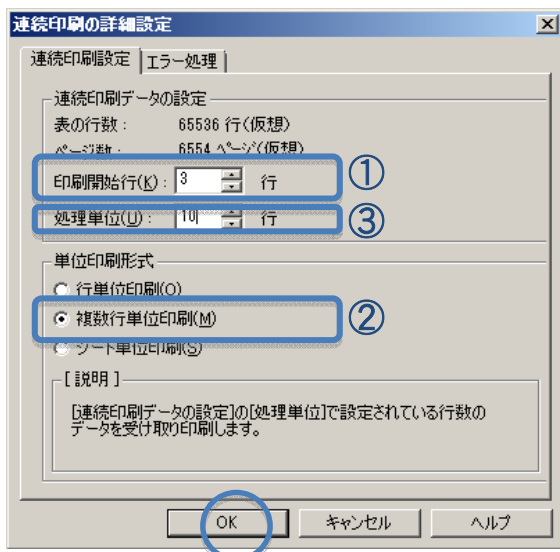 連続印刷の詳細設定
連続印刷設定 エラー処理
連続印刷データの設定
表の行数： 65536 行(仮想)
ページ数： 6554 ページ(仮想)
印刷開始行(K)： 3 行 ①
処理単位(U)： 10 行 ③
単位印刷形式
行単位印刷(O)
複数行単位印刷(M) ②
シート単位印刷(S)
[ 説明 ]
[連続印刷データの設定]の[処理単位]で設定されている行数の
データを受け取り印刷します。
OK キャンセル ヘルプ